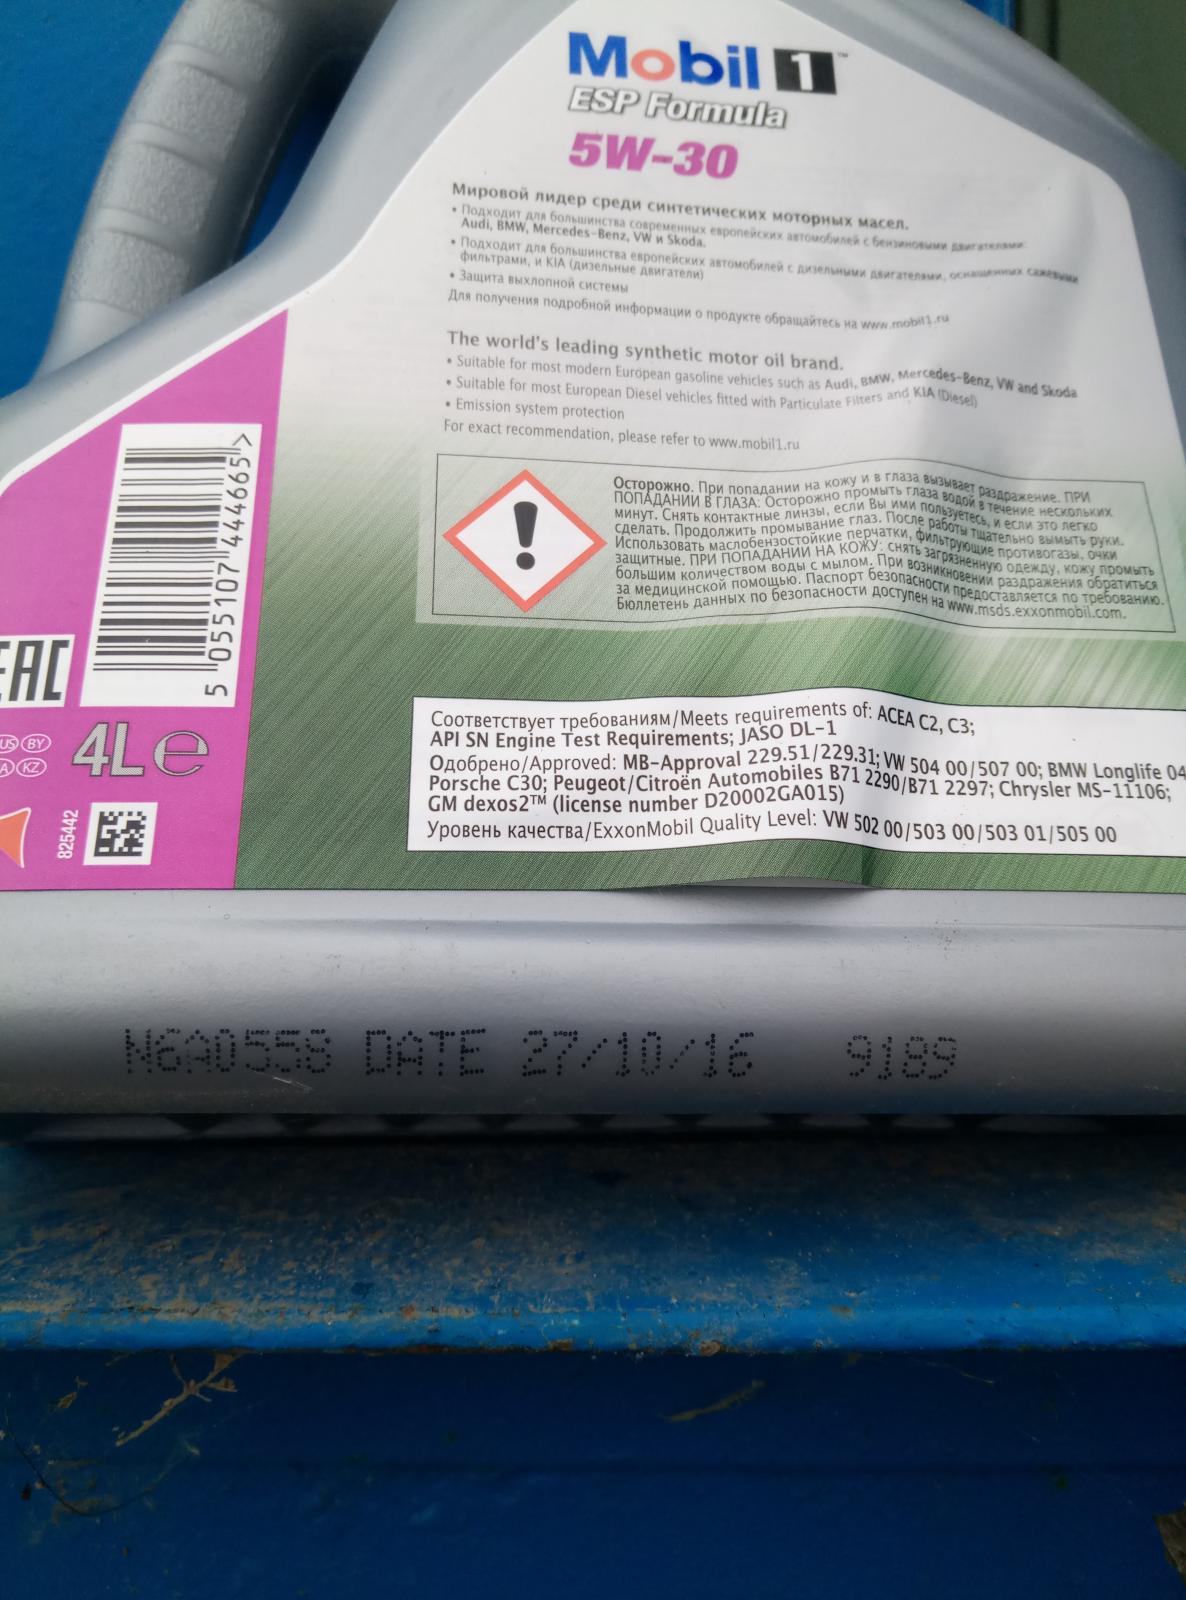 Mobil 1™
ESP Formula
5W-30
Мировой лидер среди синтетических моторных масел.
• Подходит для большинства современных европейских автомобилей с бензиновыми двигателями:
Audi, BMW, Mercedes-Benz, VW и Skoda.
• Подходит для большинства европейских автомобилей с дизельными двигателями, оснащенных сажевыми
фильтрами, и KIA (дизельные двигатели)
• Защита выхлопной системы
Для получения подробной информации о продукте обращайтесь на www.mobil1.ru
The world's leading synthetic motor oil brand.
• Suitable for most modern European gasoline vehicles such as Audi, BMW, Mercedes-Benz, VW and Skoda
• Suitable for most European Diesel vehicles fitted with Particulate Filters and KIA (Diesel)
• Emission system protection
For exact recommendation, please refer to www.mobil1.ru
Осторожно. При попадании на кожу и в глаза вызывает раздражение. ПРИ
ПОПАДАНИИ В ГЛАЗА: Осторожно промыть глаза водой в течение нескольких
минут. Снять контактные линзы, если Вы ими пользуетесь, и если это легко
сделать. Продолжить промывание глаз. После работы тщательно вымыть руки.
Использовать маслобензостойкие перчатки, фильтрующие противогазы, очки
защитные. ПРИ ПОПАДАНИИ НА КОЖУ: снять загрязненную одежду, кожу промыть
большим количеством воды с мылом. При возникновении раздражения обратиться
за медицинской помощью. Паспорт безопасности предоставляется по требованию.
Бюллетень данных по безопасности доступен на www.msds.exxonmobil.com.
5 055107 444665 >
EAC
4L e
US BY
A KZ
825442
Соответствует требованиям/Meets requirements of: ACEA C2, C3;
API SN Engine Test Requirements; JASO DL-1
Одобрено/Approved: MB-Approval 229.51/229.31; VW 504 00/507 00; BMW Longlife 04
Porsche C30; Peugeot/Citroën Automobiles B71 2290/B71 2297; Chrysler MS-11106;
GM dexos2™ (license number D20002GA015)
Уровень качества/ExxonMobil Quality Level: VW 502 00/503 00/503 01/505 00
N6A0558 DATE 27/10/16 9189